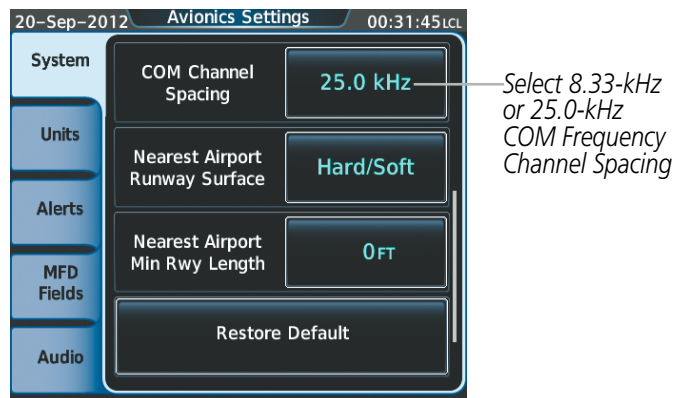 20–Sep–2012 Avionics Settings 00:31:45LCL
System
Units
Alerts
MFD
Fields
Audio
COM Channel
Spacing
25.0 kHz
Nearest Airport
Runway Surface
Hard/Soft
Nearest Airport
Min Rwy Length
0FT
Restore Default
Select 8.33-kHz
or 25.0-kHz
COM Frequency
Channel Spacing